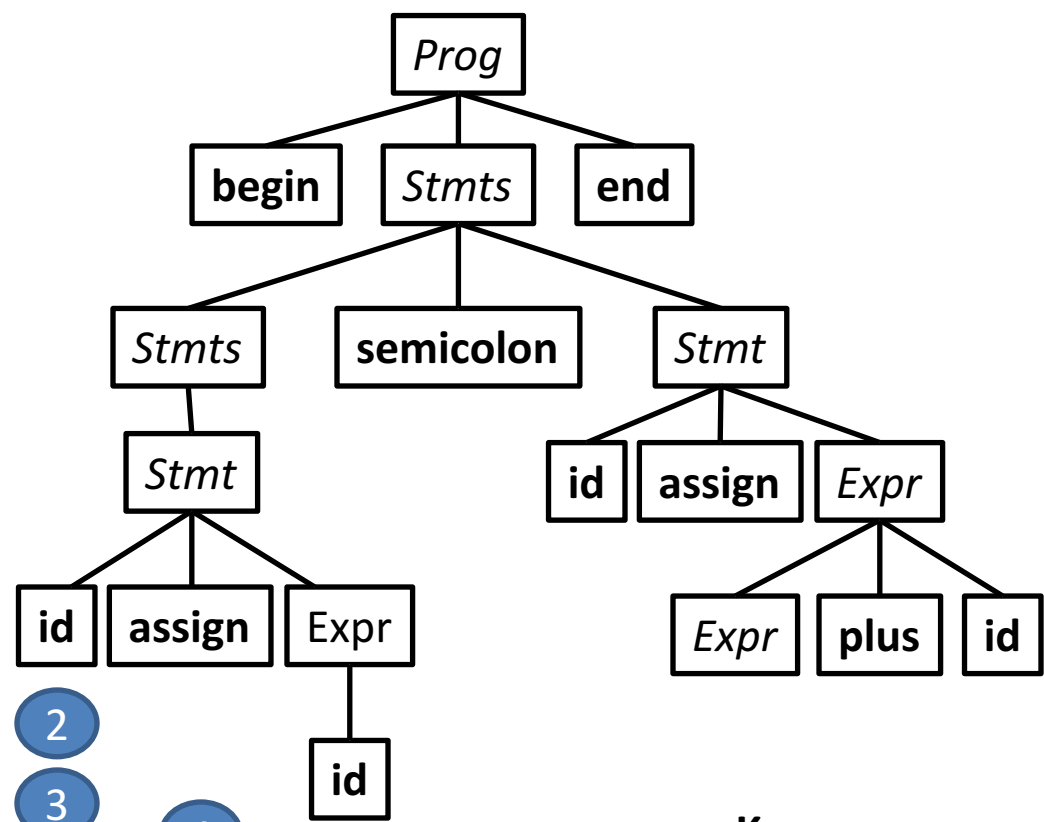 Prog
begin Stmts end
Stmts semicolon Stmt
Stmt
id assign Expr
id assign Expr
Expr plus id
2
id
3